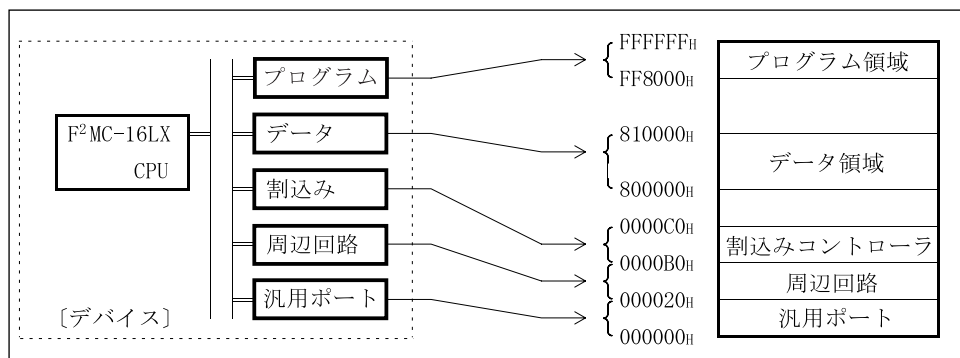 F²MC-16LX
CPU
プログラム
データ
割込み
周辺回路
汎用ポート
〔デバイス〕
FFFFFFH
FF8000H
810000H
800000H
0000C0H
0000B0H
000020H
000000H
プログラム領域
データ領域
割込みコントローラ
周辺回路
汎用ポート